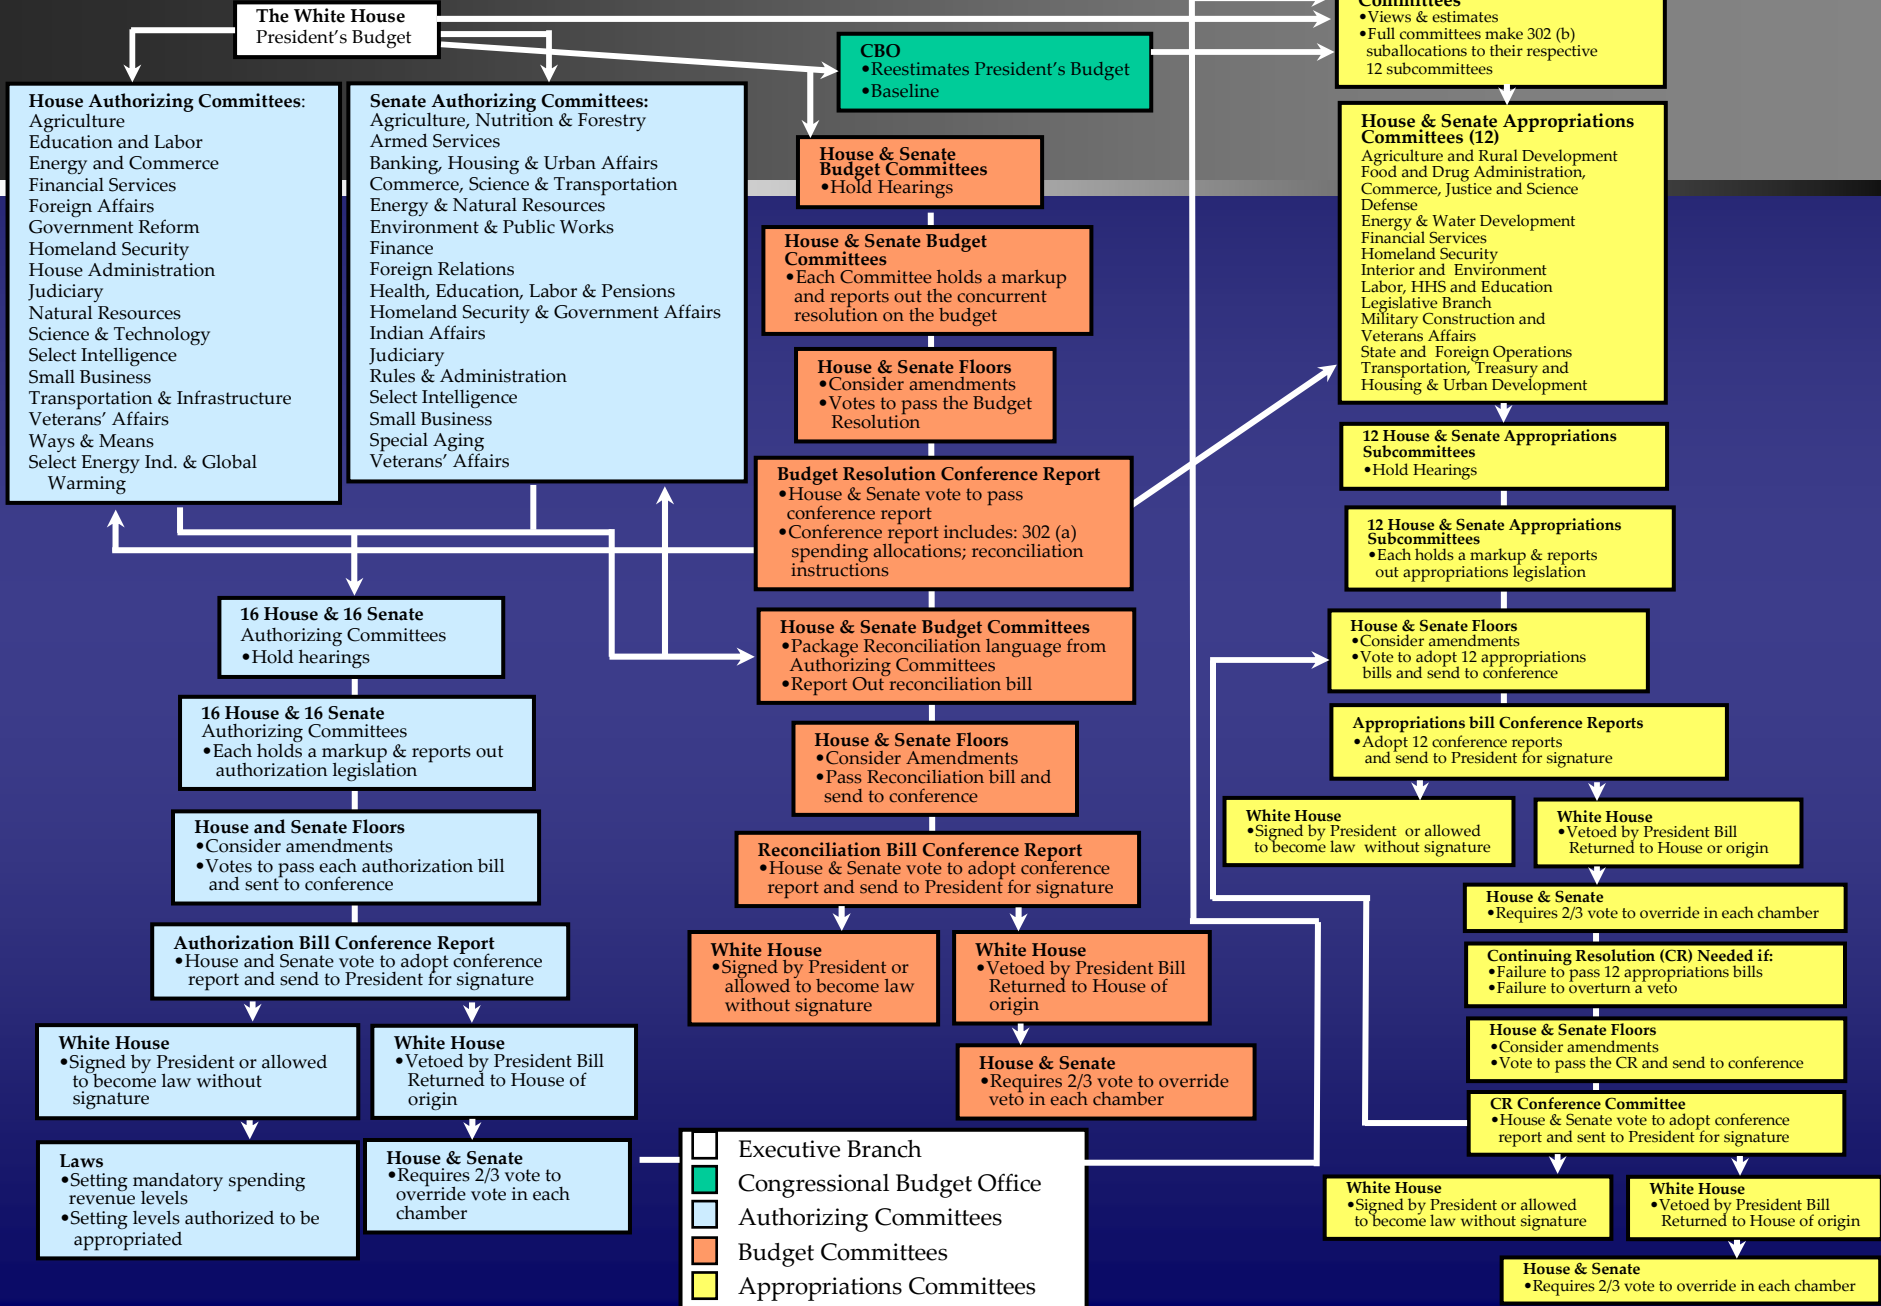 The White House
President's Budget
House Authorizing Committees:
Agriculture
Education and Labor
Energy and Commerce
Financial Services
Foreign Affairs
Government Reform
Homeland Security
House Administration
Judiciary
Natural Resources
Science & Technology
Select Intelligence
Small Business
Transportation & Infrastructure
Veterans' Affairs
Ways & Means
Select Energy Ind. & Global
Warming
Senate Authorizing Committees:
Agriculture, Nutrition & Forestry
Armed Services
Banking, Housing & Urban Affairs
Commerce, Science & Transportation
Energy & Natural Resources
Environment & Public Works
Finance
Foreign Relations
Health, Education, Labor & Pensions
Homeland Security & Government Affairs
Indian Affairs
Judiciary
Rules & Administration
Select Intelligence
Small Business
Special Aging
Veterans' Affairs
16 House & 16 Senate
Authorizing Committees
•Hold hearings
16 House & 16 Senate
Authorizing Committees
•Each holds a markup & reports out
authorization legislation
House and Senate Floors
•Consider amendments
•Votes to pass each authorization bill
and sent to conference
Authorization Bill Conference Report
•House and Senate vote to adopt conference
report and send to President for signature
White House
•Signed by President or allowed
to become law without
signature
White House
•Vetoed by President Bill
Returned to House of
origin
Laws
•Setting mandatory spending
revenue levels
•Setting levels authorized to be
appropriated
House & Senate
•Requires 2/3 vote to
override vote in each
chamber
CBO
•Reestimates President's Budget
•Baseline
House & Senate
Budget Committees
•Hold Hearings
House & Senate Budget
Committees
•Each Committee holds a markup
and reports out the concurrent
resolution on the budget
House & Senate Floors
•Consider amendments
•Votes to pass the Budget
Resolution
Budget Resolution Conference Report
•House & Senate vote to pass
conference report
•Conference report includes: 302 (a)
spending allocations; reconciliation
instructions
House & Senate Budget Committees
•Package Reconciliation language from
Authorizing Committees
•Report Out reconciliation bill
House & Senate Floors
•Consider Amendments
•Pass Reconciliation bill and
send to conference
Reconciliation Bill Conference Report
•House & Senate vote to adopt conference
report and send to President for signature
White House
•Signed by President or
allowed to become law
without signature
White House
•Vetoed by President Bill
Returned to House of
origin
House & Senate
•Requires 2/3 vote to override
veto in each chamber
Executive Branch
Congressional Budget Office
Authorizing Committees
Budget Committees
Appropriations Committees
Committees
•Views & estimates
•Full committees make 302 (b)
suballocations to their respective
12 subcommittees
House & Senate Appropriations
Committees (12)
Agriculture and Rural Development
Food and Drug Administration,
Commerce, Justice and Science
Defense
Energy & Water Development
Financial Services
Homeland Security
Interior and Environment
Labor, HHS and Education
Legislative Branch
Military Construction and
Veterans Affairs
State and Foreign Operations
Transportation, Treasury and
Housing & Urban Development
12 House & Senate Appropriations
Subcommittees
•Hold Hearings
12 House & Senate Appropriations
Subcommittees
•Each holds a markup & reports
out appropriations legislation
House & Senate Floors
•Consider amendments
•Vote to adopt 12 appropriations
bills and send to conference
Appropriations bill Conference Reports
•Adopt 12 conference reports
and send to President for signature
White House
•Signed by President or allowed
to become law without signature
White House
•Vetoed by President Bill
Returned to House or origin
House & Senate
•Requires 2/3 vote to override in each chamber
Continuing Resolution (CR) Needed if:
•Failure to pass 12 appropriations bills
•Failure to overturn a veto
House & Senate Floors
•Consider amendments
•Vote to pass the CR and send to conference
CR Conference Committee
•House & Senate vote to adopt conference
report and sent to President for signature
White House
•Signed by President or allowed
to become law without signature
White House
•Vetoed by President Bill
Returned to House of origin
House & Senate
•Requires 2/3 vote to override in each chamber